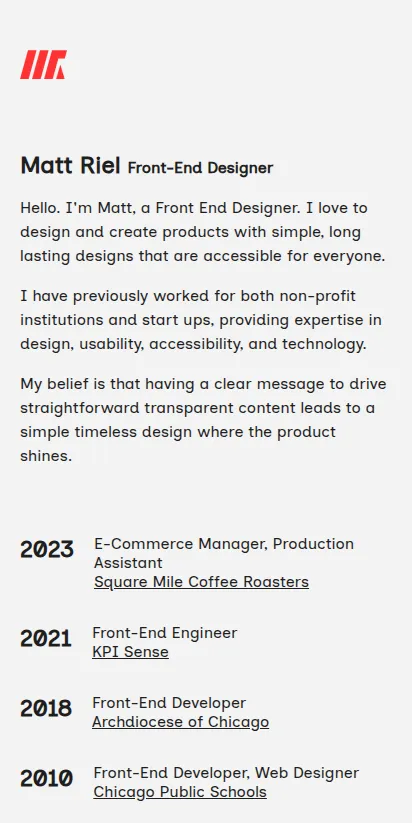 Matt Riel Front-End Designer
Hello. I'm Matt, a Front End Designer. I love to
design and create products with simple, long
lasting designs that are accessible for everyone.
I have previously worked for both non-profit
institutions and start ups, providing expertise in
design, usability, accessibility, and technology.
My belief is that having a clear message to drive
straightforward transparent content leads to a
simple timeless design where the product
shines.
2023 E-Commerce Manager, Production
Assistant
Square Mile Coffee Roasters
2021 Front-End Engineer
KPI Sense
2018 Front-End Developer
Archdiocese of Chicago
2010 Front-End Developer, Web Designer
Chicago Public Schools